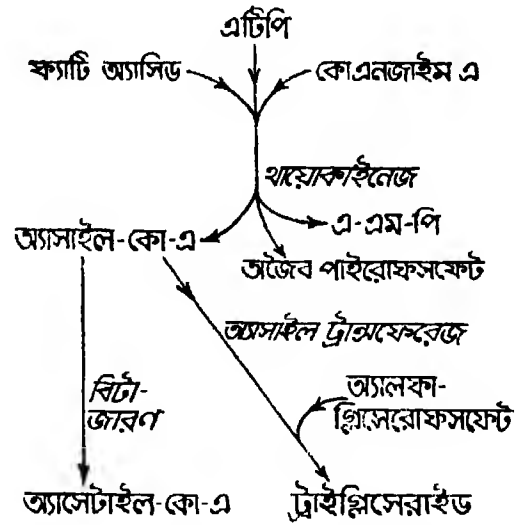 এটিপি
ফ্যাটি অ্যাসিড
কোএনজাইম এ
থায়োকাইনেজ
এ-এম-পি
অ্যাসাইল-কো-এ
অজৈব পাইরোফসফেট
অ্যাসাইল ট্রান্সফেরেজ
বিটা-
জারণ
অ্যালফা-
গ্লিসেরোফসফেট
অ্যাসেটাইল-কো-এ
ট্রাইগ্লিসেরাইড